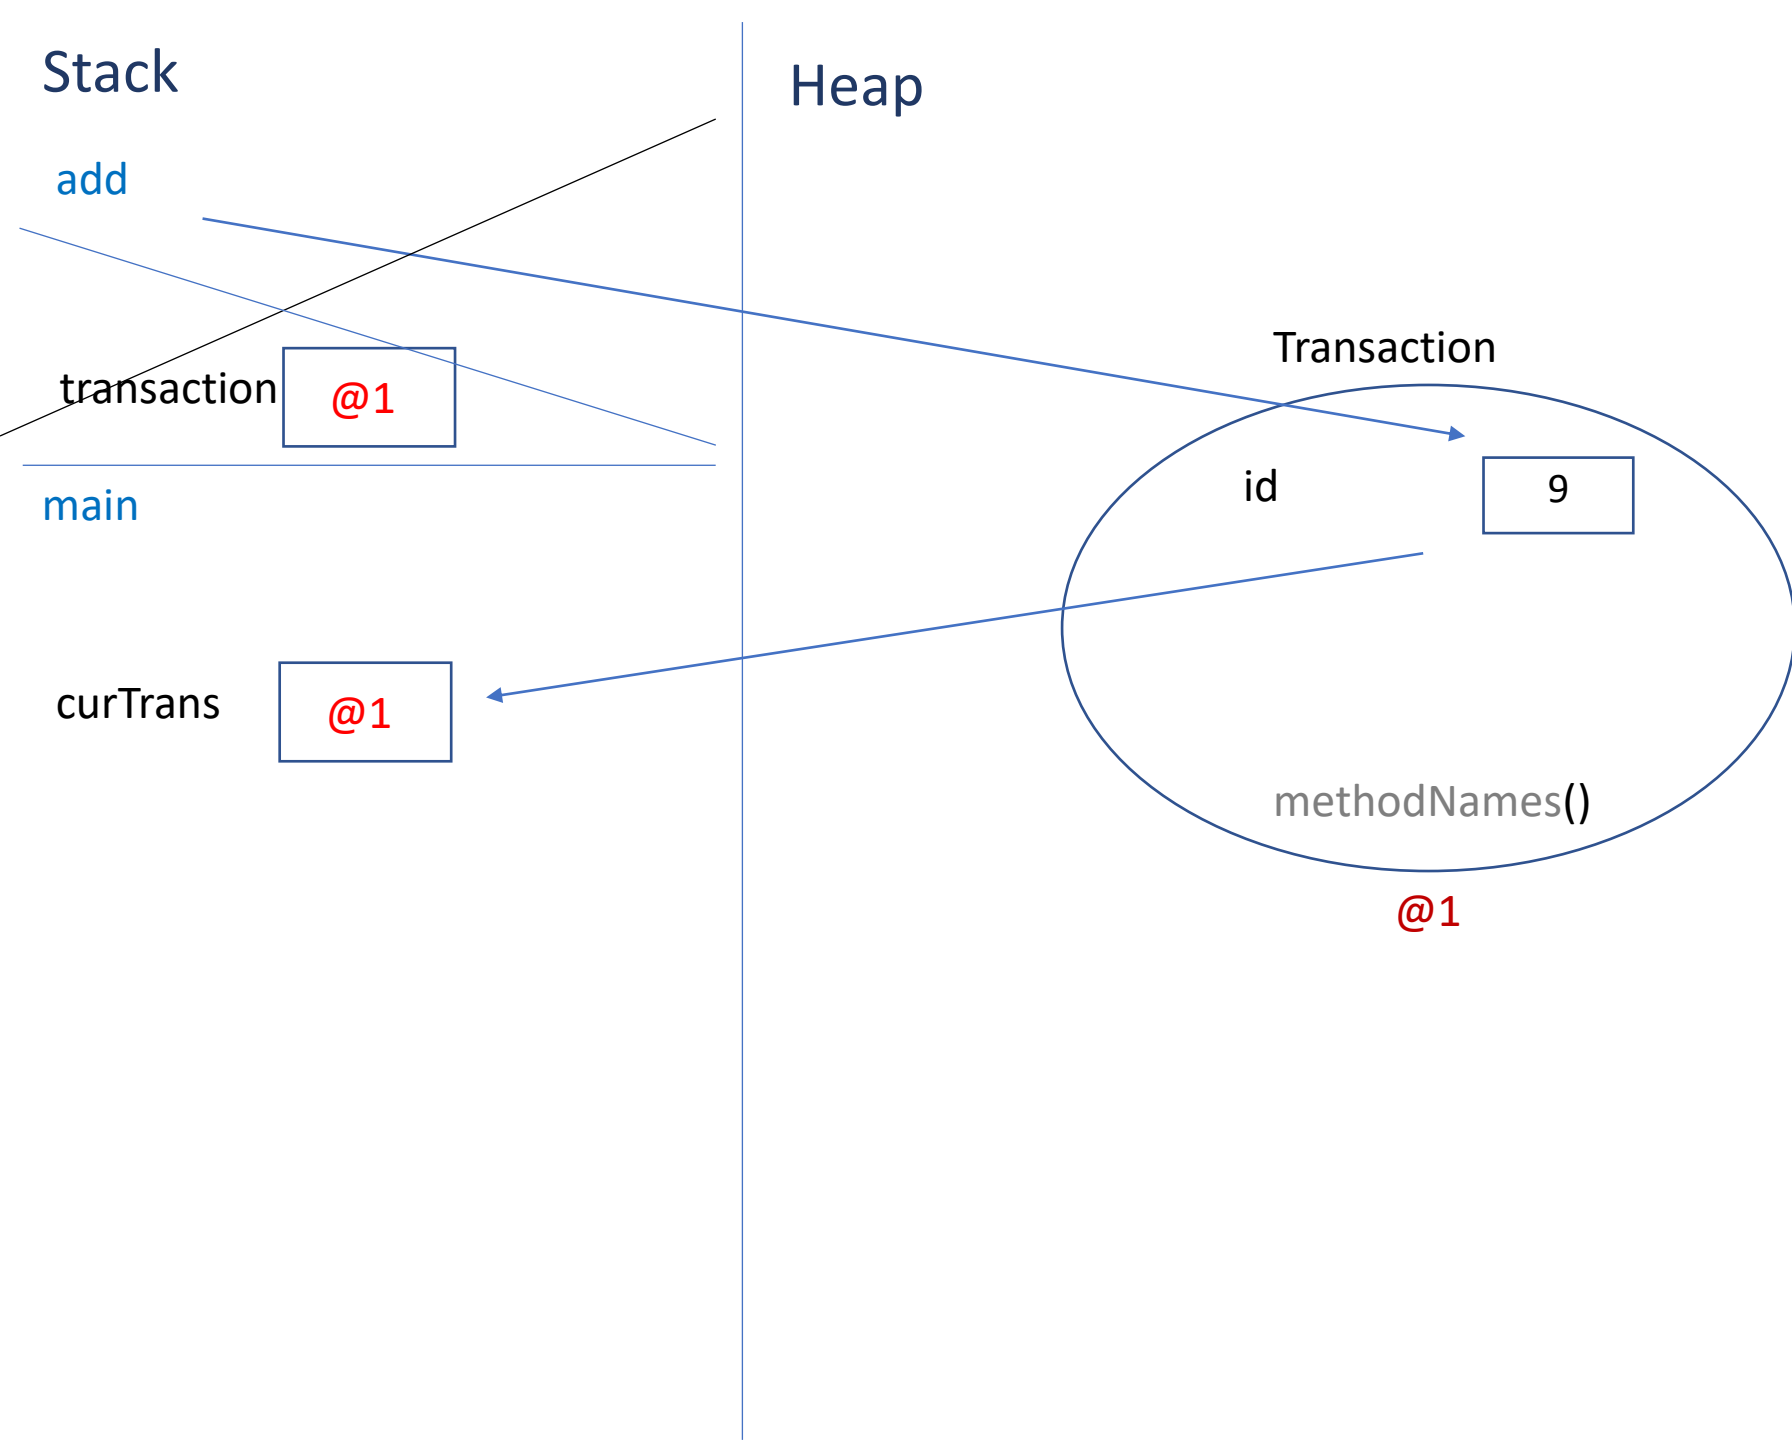 Stack
Heap
add
Transaction
transaction @1
id 9
main
curTrans @1
methodNames()
@1